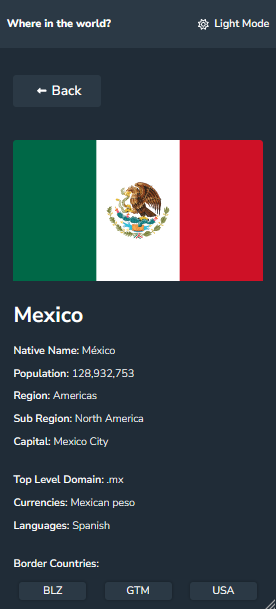 Where in the world?
Light Mode
Back
Mexico
Native Name: México
Population: 128,932,753
Region: Americas
Sub Region: North America
Capital: Mexico City
Top Level Domain: .mx
Currencies: Mexican peso
Languages: Spanish
Border Countries:
BLZ
GTM
USA